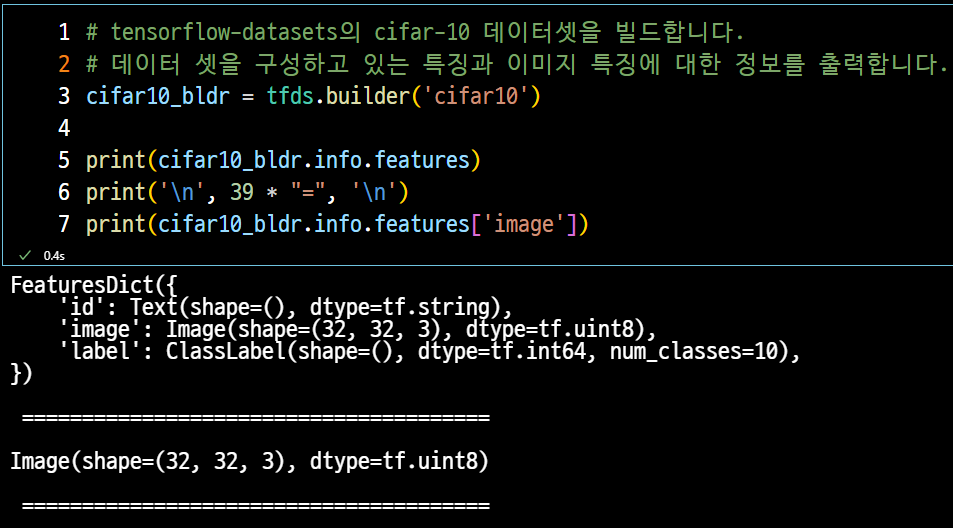 1 # tensorflow-datasets의 cifar-10 데이터셋을 빌드합니다.
2 # 데이터 셋을 구성하고 있는 특징과 이미지 특징에 대한 정보를 출력합니다.
3 cifar10_bldr = tfds.builder('cifar10')
4
5 print(cifar10_bldr.info.features)
6 print('\n', 39 * "=", '\n')
7 print(cifar10_bldr.info.features['image'])
✓ 0.4s
FeaturesDict({
    'id': Text(shape=(), dtype=tf.string),
    'image': Image(shape=(32, 32, 3), dtype=tf.uint8),
    'label': ClassLabel(shape=(), dtype=tf.int64, num_classes=10),
})
=======================================
Image(shape=(32, 32, 3), dtype=tf.uint8)
=======================================